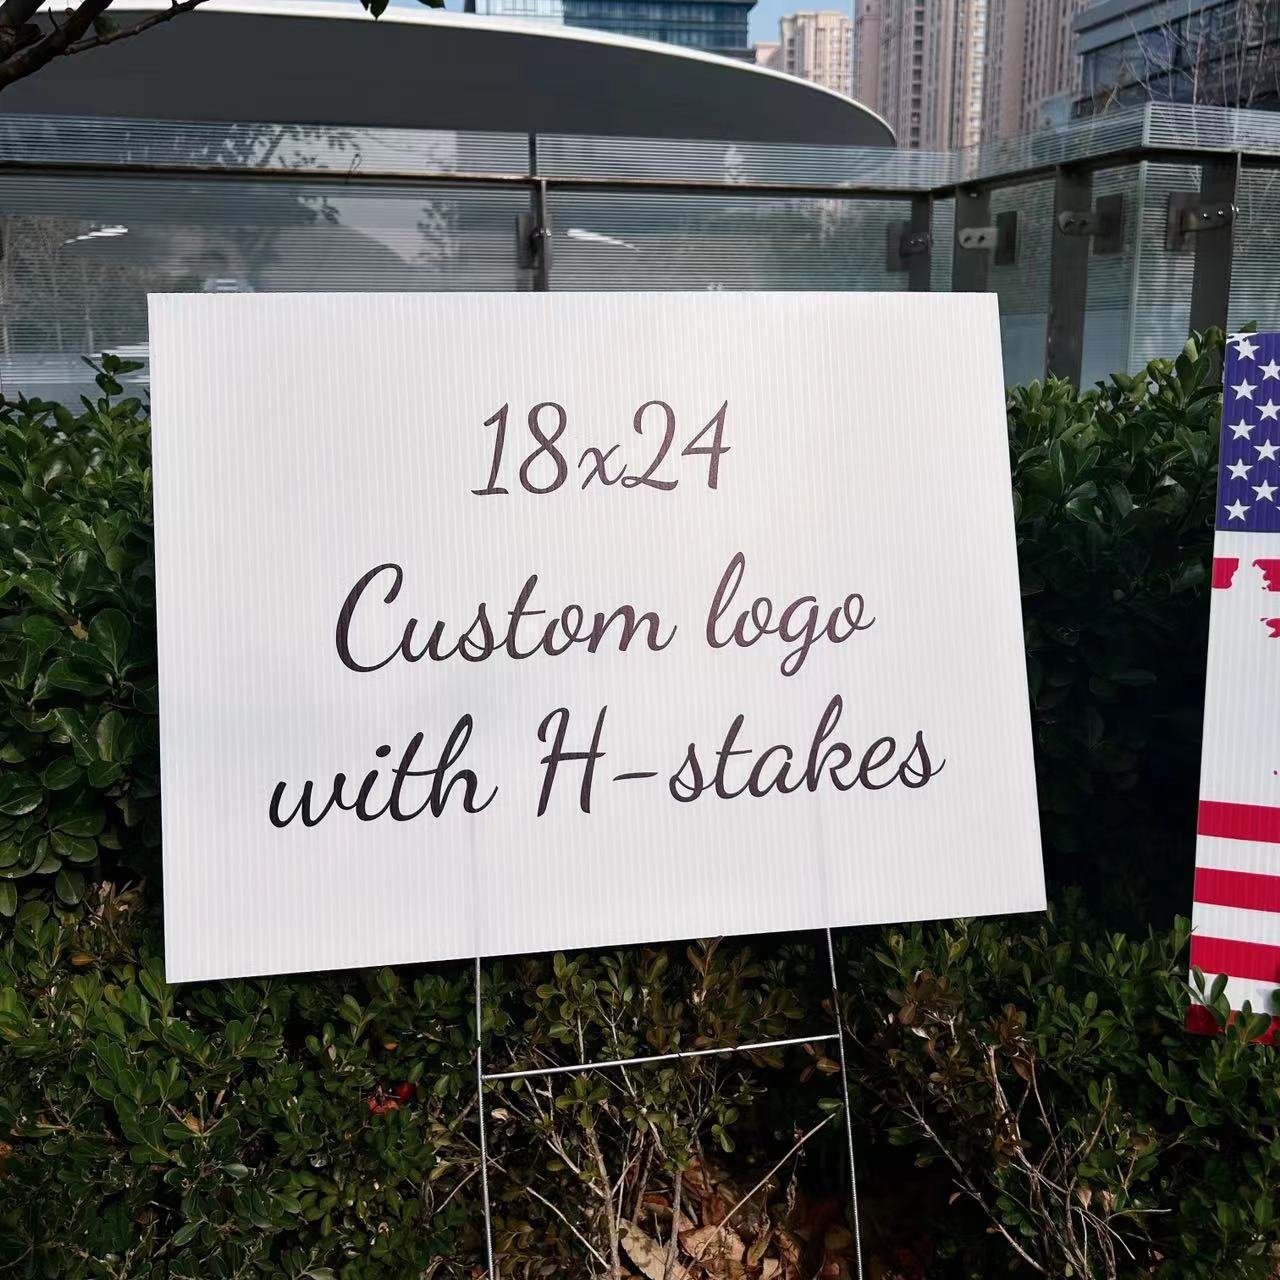 18x24
Custom logo
with H-stakes